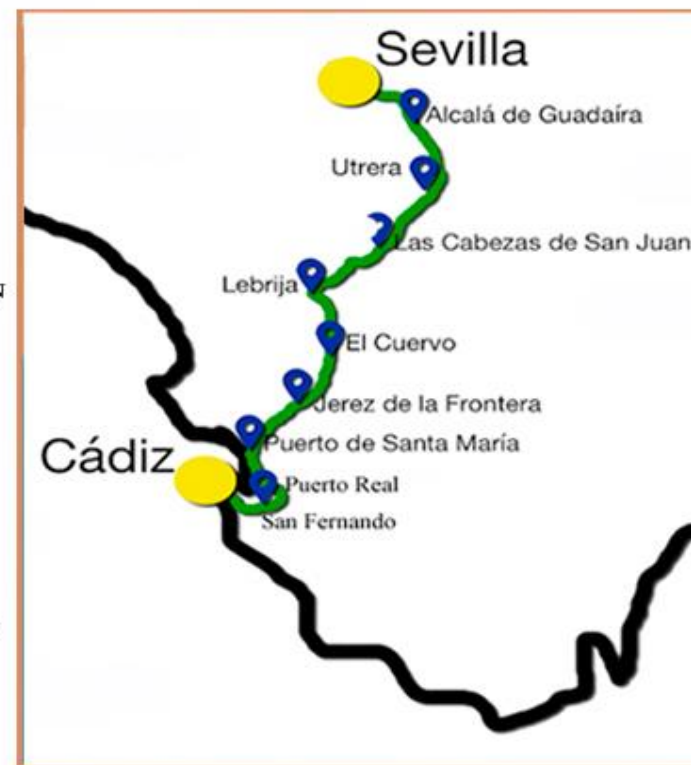 Sevilla
Alcalá de Guadaíra
Utrera
Las Cabezas de San Juan
Lebrija
N
El Cuervo
Jerez de la Frontera
Puerto de Santa María
Cádiz
Puerto Real
San Fernando